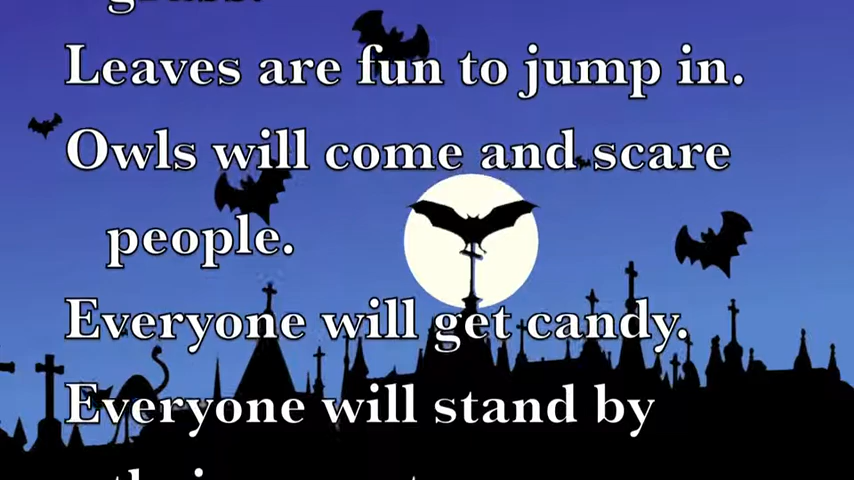 Leaves are fun to jump in.
Owls will come and scare
people.
Everyone will get candy.
Everyone will stand by